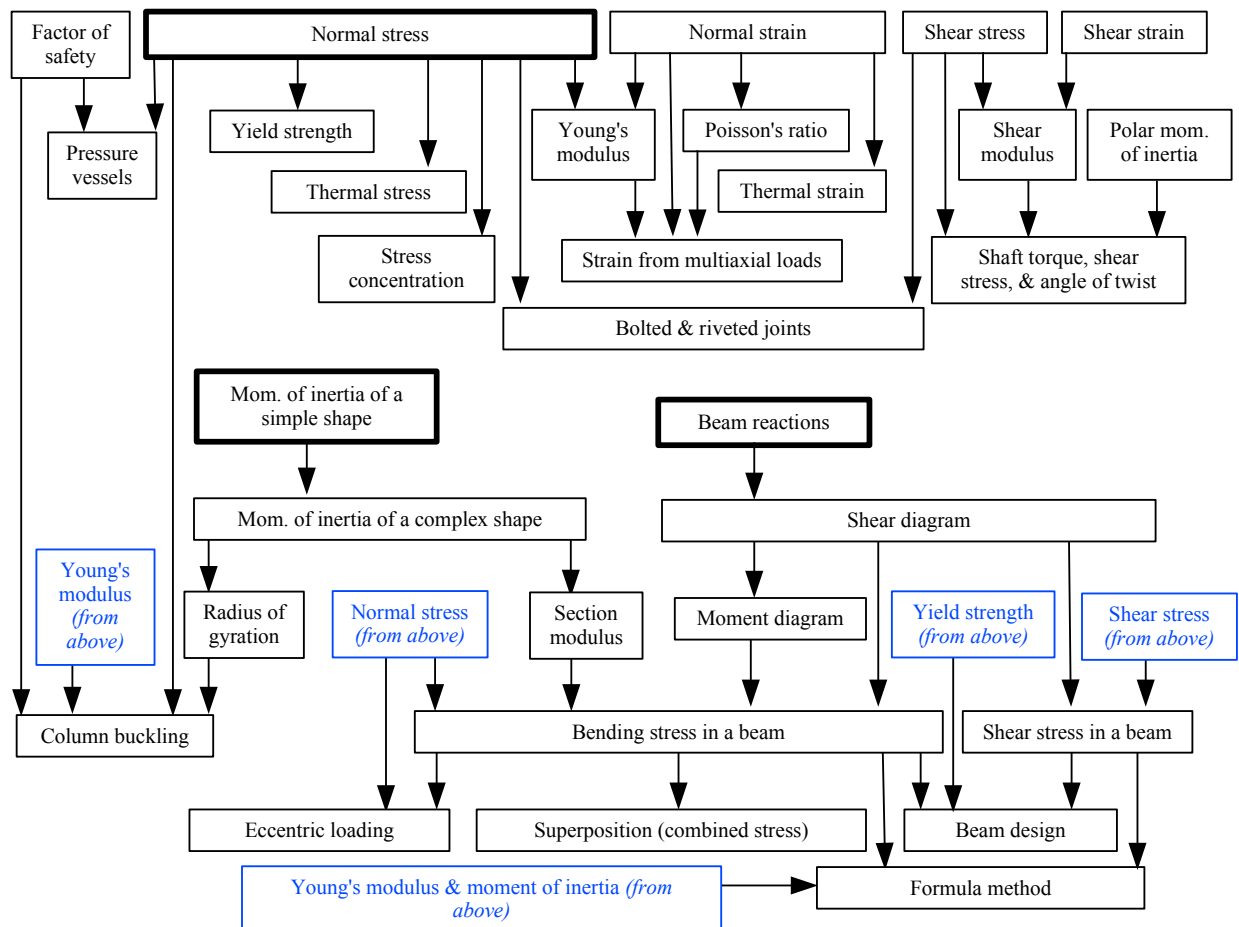 Factor of
safety
Normal stress
Normal strain
Shear stress
Shear strain
Yield strength
Young's
modulus
Poisson's ratio
Shear
modulus
Polar mom.
of inertia
Pressure
vessels
Thermal stress
Thermal strain
Stress
concentration
Strain from multiaxial loads
Shaft torque, shear
stress, & angle of twist
Bolted & riveted joints
Mom. of inertia of a
simple shape
Beam reactions
Mom. of inertia of a complex shape
Shear diagram
Young's
modulus
(from
above)
Radius of
gyration
Normal stress
(from above)
Section
modulus
Moment diagram
Yield strength
(from above)
Shear stress
(from above)
Column buckling
Bending stress in a beam
Shear stress in a beam
Eccentric loading
Superposition (combined stress)
Beam design
Young's modulus & moment of inertia (from
above)
Formula method